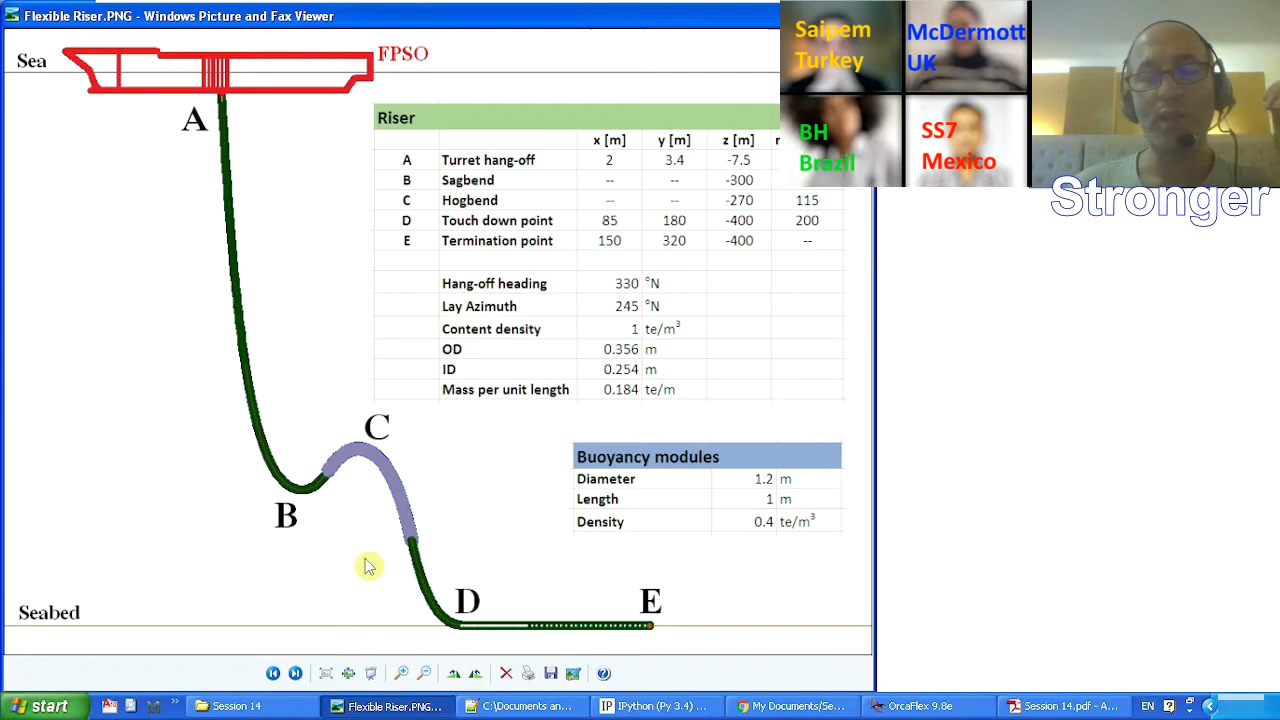 Flexible Riser.PNG - Windows Picture and Fax Viewer
Sea
FPSO
A
Riser
x [m] y [m] z [m]
A Turret hang-off 2 3.4 -7.5
B Sagbend -- -- -300
C Hogbend -- -- -270 115
D Touch down point 85 180 -400 200
E Termination point 150 320 -400 --
Hang-off heading 330 °N
Lay Azimuth 245 °N
Content density 1 te/m³
OD 0.356 m
ID 0.254 m
Mass per unit length 0.184 te/m
Saipem
Turkey
McDermott
UK
BH
Brazil
SS7
Mexico
Stronger
C
B
Buoyancy modules
Diameter 1.2 m
Length 1 m
Density 0.4 te/m³
D
E
Seabed
start
Session 14
Flexible Riser.PNG...
C:\Documents an...
IP IPython (Py 3.4) ...
My Documents/Se...
OrcaFlex 9.8e
Session 14.pdf - A...
EN